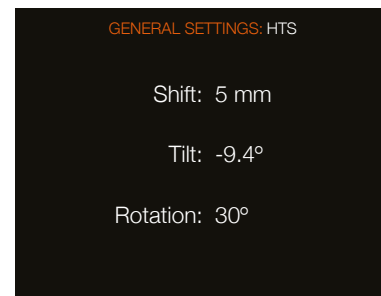 GENERAL SETTINGS: HTS
Shift: 5 mm
Tilt: -9.4º
Rotation: 30º